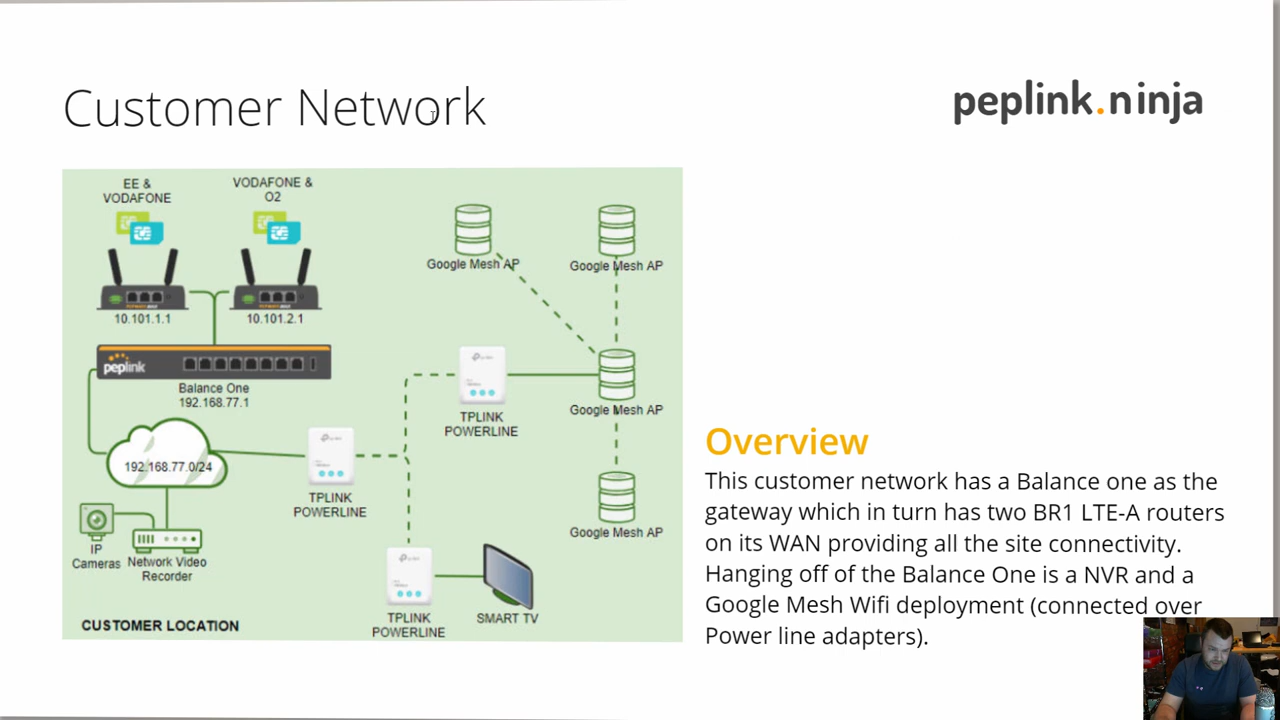 Customer Network
peplink.ninja
EE &
VODAFONE
VODAFONE &
O2
Google Mesh AP
Google Mesh AP
10.101.1.1
10.101.2.1
peplink
Balance One
192.168.77.1
TPLINK
POWERLINE
Google Mesh AP
192.168.77.0/24
TPLINK
POWERLINE
Google Mesh AP
IP
Cameras
Network Video
Recorder
TPLINK
POWERLINE
SMART TV
CUSTOMER LOCATION
Overview
This customer network has a Balance one as the
gateway which in turn has two BR1 LTE-A routers
on its WAN providing all the site connectivity.
Hanging off of the Balance One is a NVR and a
Google Mesh Wifi deployment (connected over
Power line adapters).